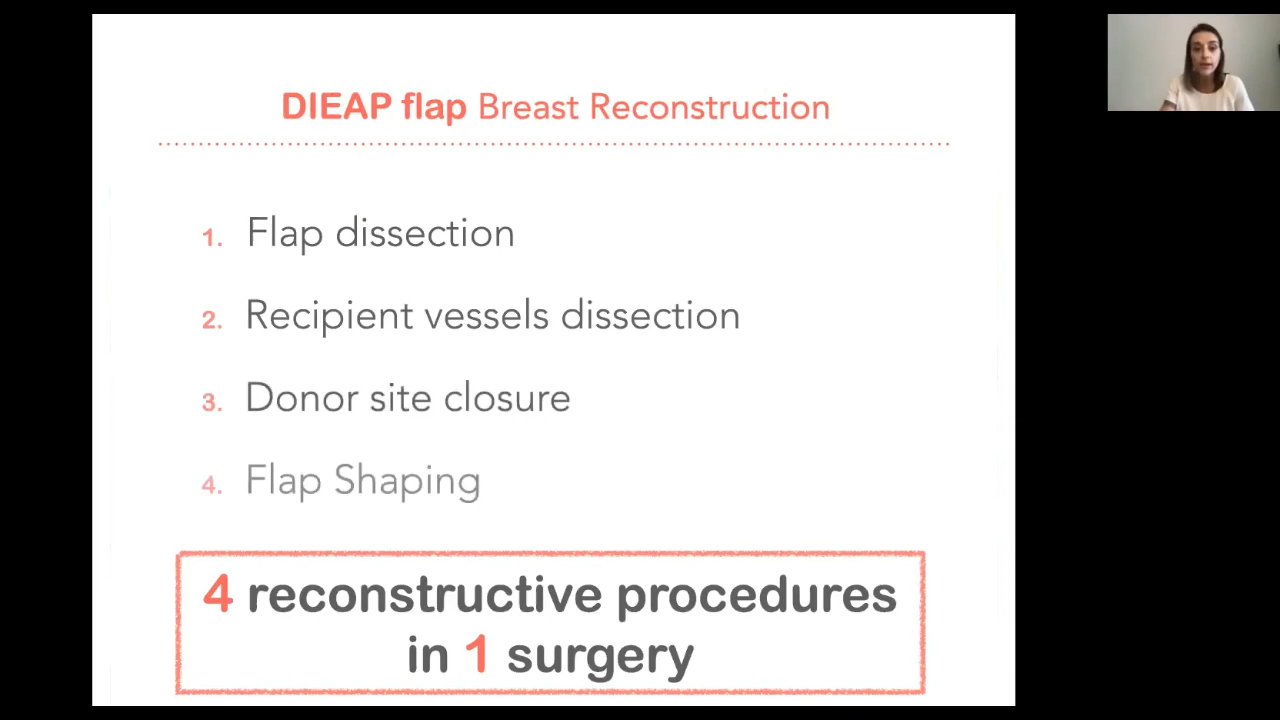 DIEAP flap Breast Reconstruction
1. Flap dissection
2. Recipient vessels dissection
3. Donor site closure
4. Flap Shaping
4 reconstructive procedures
in 1 surgery